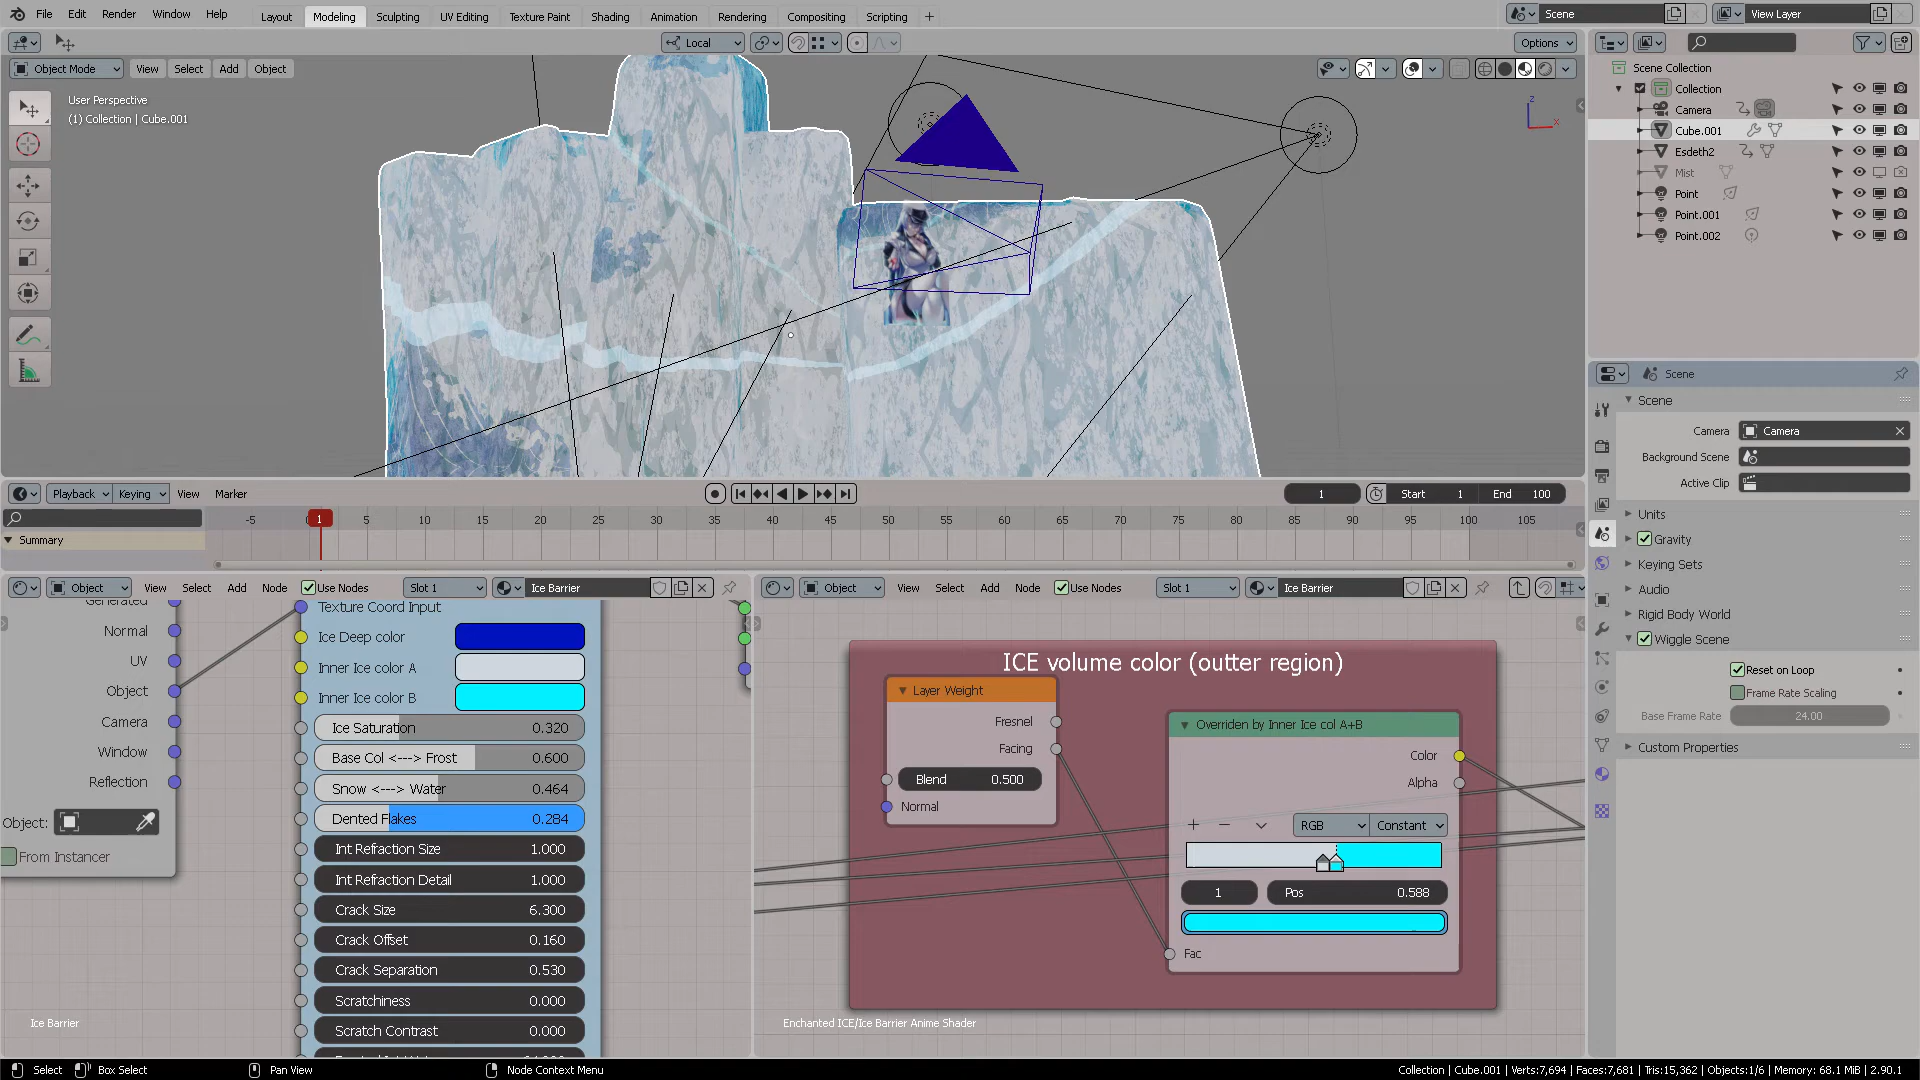 File Edit Render Window Help
Layout Modeling Sculpting UV Editing Texture Paint Shading Animation Rendering Compositing Scripting +
Scene View Layer
Local Options
Object Mode View Select Add Object
User Perspective
(1) Collection | Cube.001
Z
X
Scene Collection
Collection
Camera
Cube.001
Esdeth2
Mist
Point
Point.001
Point.002
Scene
Scene
Camera Camera
Background Scene
Active Clip
Units
Gravity
Keying Sets
Audio
Rigid Body World
Wiggle Scene
Reset on Loop
Frame Rate Scaling
Base Frame Rate 24.00
Custom Properties
Playback Keying View Marker
1 Start 1 End 100
-5 1 5 10 15 20 25 30 35 40 45 50 55 60 65 70 75 80 85 90 95 100 105
Summary
Object View Select Add Node Use Nodes Slot 1 Ice Barrier
Generated
Normal
UV
Object
Camera
Window
Reflection
Object:
From Instancer
Texture Coord Input
Ice Deep color
Inner Ice color A
Inner Ice color B
Ice Saturation 0.320
Base Col <---> Frost 0.600
Snow <---> Water 0.464
Dented Flakes 0.284
Int Refraction Size 1.000
Int Refraction Detail 1.000
Crack Size 6.300
Crack Offset 0.160
Crack Separation 0.530
Scratchiness 0.000
Scratch Contrast 0.000
Ice Barrier
Object View Select Add Node Use Nodes Slot 1 Ice Barrier
ICE volume color (outter region)
Layer Weight
Fresnel
Facing
Blend 0.500
Normal
Overriden by Inner Ice col A+B
Color
Alpha
RGB Constant
1 Pos 0.588
Fac
Enchanted ICE/Ice Barrier Anime Shader
Select Box Select Pan View Node Context Menu
Collection | Cube.001 | Verts:7,694 | Faces:7,681 | Tris:15,362 | Objects:1/6 | Memory: 68.1 MiB | 2.90.1